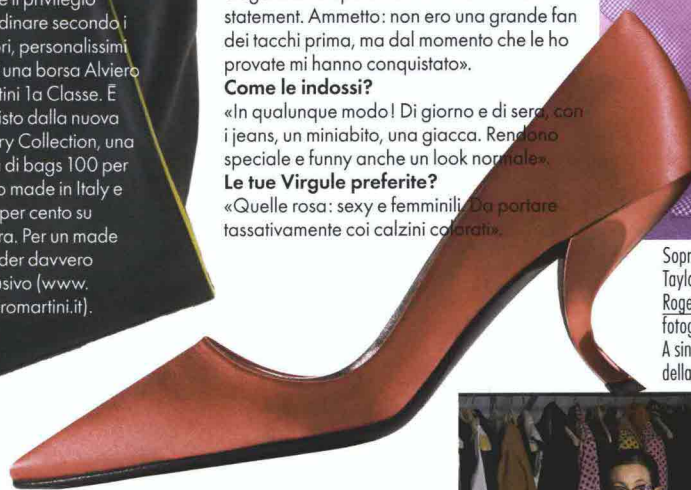 e il privilegio
dinare secondo i
ri, personalissimi
una borsa Alviero
tini 1a Classe. È
isto dalla nuova
ry Collection, una
di bags 100 per
o made in Italy e
per cento su
ra. Per un made
der davvero
usivo (www.
romartini.it).
statement. Ammetto: non ero una grande fan
dei tacchi prima, ma dal momento che le ho
provate mi hanno conquistato».
Come le indossi?
«In qualunque modo! Di giorno e di sera, con
i jeans, un miniabito, una giacca. Rendono
speciale e funny anche un look normale».
Le tue Virgule preferite?
«Quelle rosa: sexy e femminili. Da portare
tassativamente coi calzini colorati».
Sopr
Taylo
Roge
fotog
A sin
della